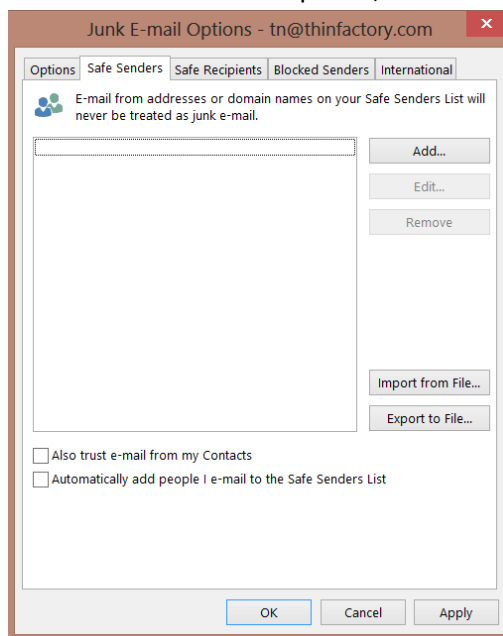 Junk E-mail Options - tn@thinfactory.com
Options Safe Senders Safe Recipients Blocked Senders International
E-mail from addresses or domain names on your Safe Senders List will
never be treated as junk e-mail.
Add...
Edit...
Remove
Import from File...
Export to File...
Also trust e-mail from my Contacts
Automatically add people I e-mail to the Safe Senders List
OK Cancel Apply